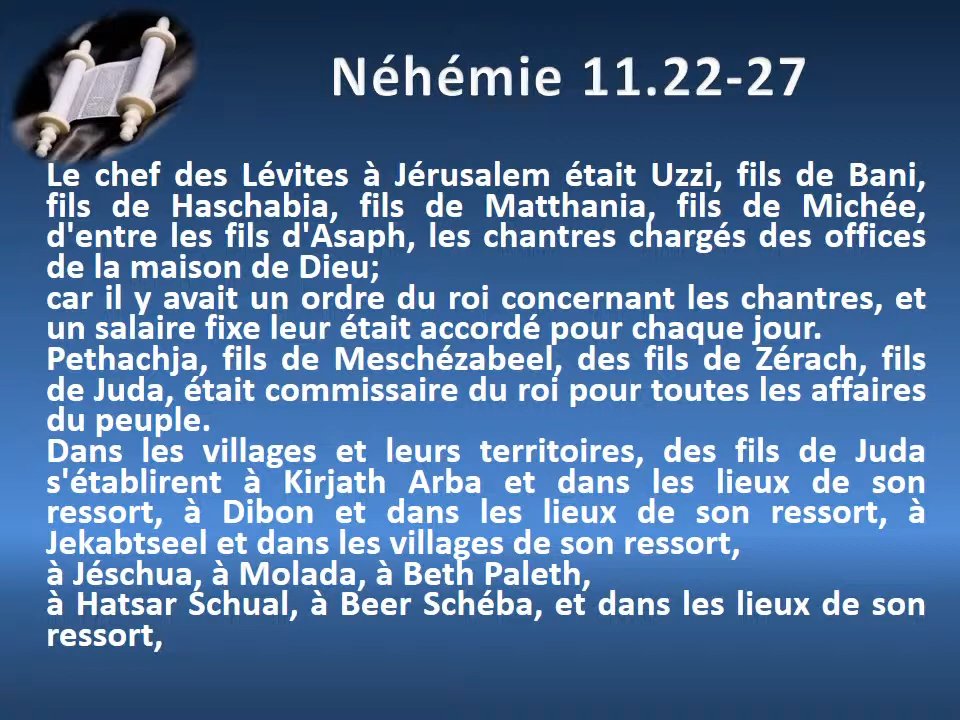 Néhémie 11.22-27
Le chef des Lévites à Jérusalem était Uzzi, fils de Bani,
fils de Haschabia, fils de Matthania, fils de Michée,
d'entre les fils d'Asaph, les chantres chargés des offices
de la maison de Dieu;
car il y avait un ordre du roi concernant les chantres, et
un salaire fixe leur était accordé pour chaque jour.
Pethachja, fils de Meschézabeel, des fils de Zérach, fils
de Juda, était commissaire du roi pour toutes les affaires
du peuple.
Dans les villages et leurs territoires, des fils de Juda
s'établirent à Kirjath Arba et dans les lieux de son
ressort, à Dibon et dans les lieux de son ressort, à
Jekabtseel et dans les villages de son ressort,
à Jéschua, à Molada, à Beth Paleth,
à Hatsar Schual, à Beer Schéba, et dans les lieux de son
ressort,